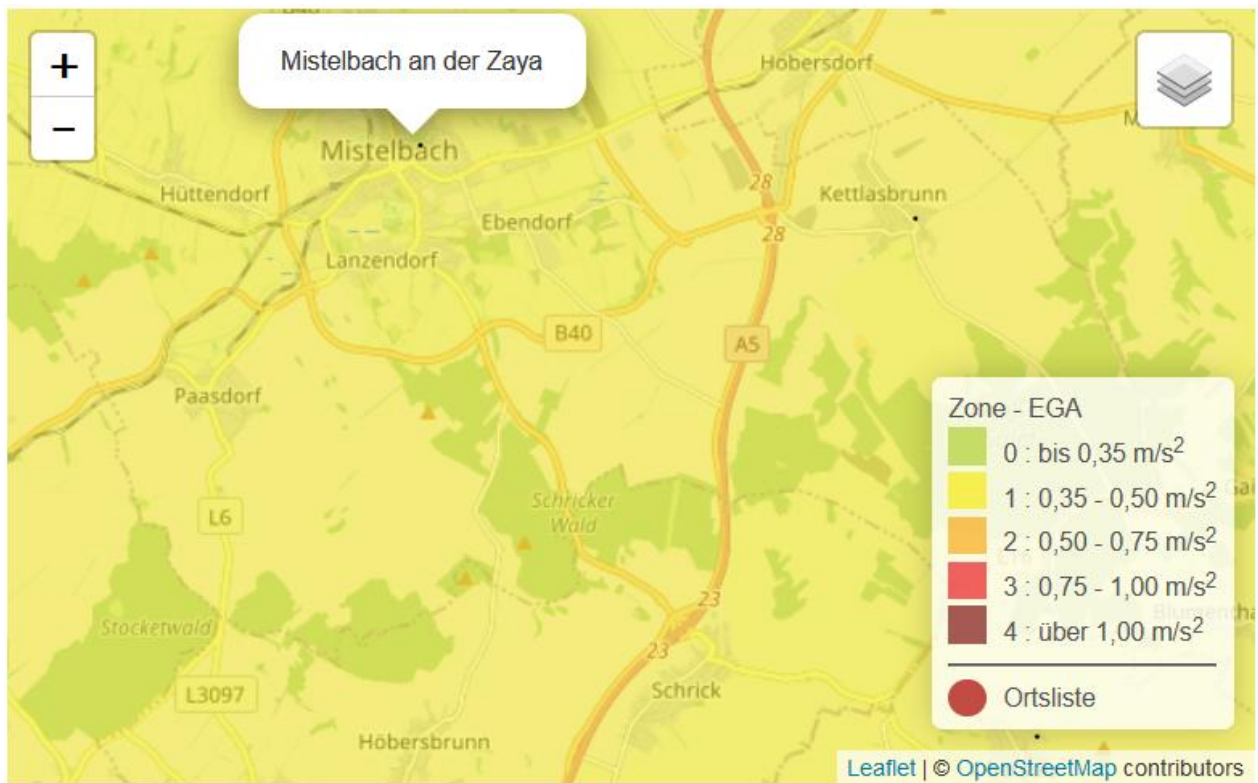 +
−
Mistelbach an der Zaya
Hobersdorf
Mistelbach
Hüttendorf
Kettlasbrunn
Ebendorf
28
28
Lanzendorf
B40
A5
Paasdorf
Zone - EGA
0 : bis 0,35 m/s²
1 : 0,35 - 0,50 m/s²
2 : 0,50 - 0,75 m/s²
3 : 0,75 - 1,00 m/s²
4 : über 1,00 m/s²
Ortsliste
Schricker
Wald
L6
23
23
Stocketwald
L3097
Schrick
Höbersbrunn
Leaflet | © OpenStreetMap contributors